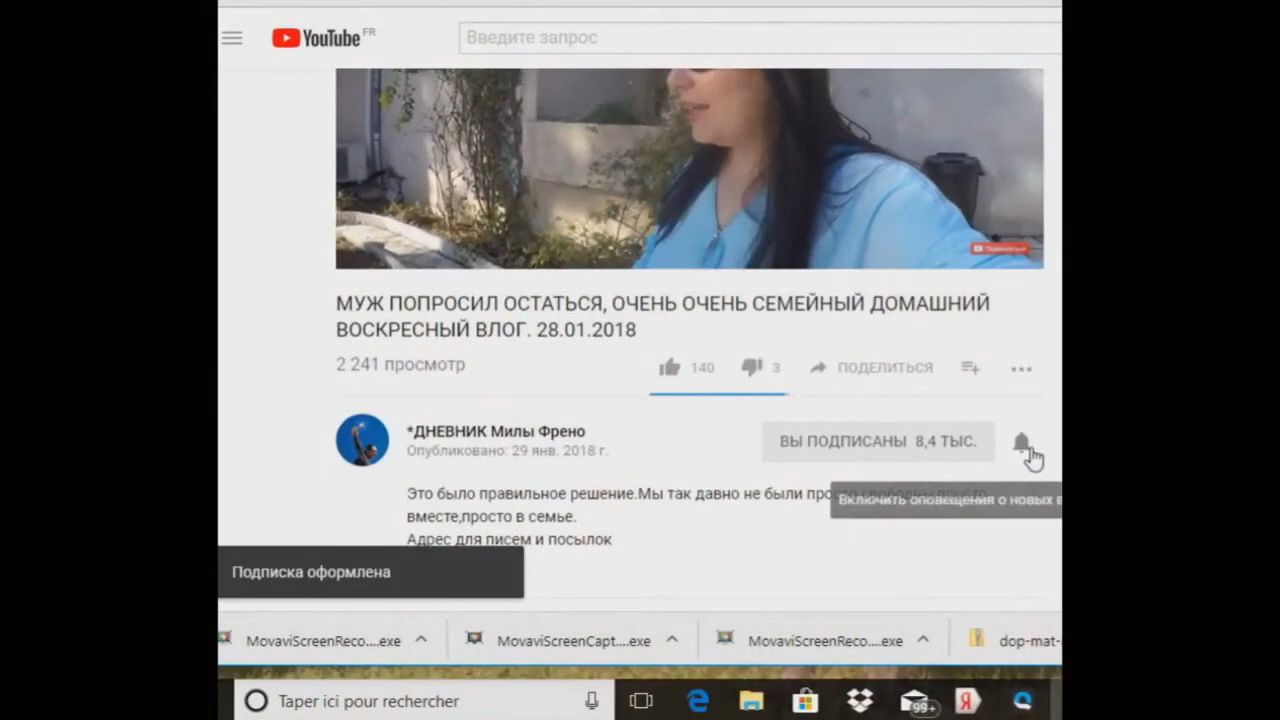 YouTube FR
Введите запрос
МУЖ ПОПРОСИЛ ОСТАТЬСЯ, ОЧЕНЬ ОЧЕНЬ СЕМЕЙНЫЙ ДОМАШНИЙ
ВОСКРЕСНЫЙ ВЛОГ. 28.01.2018
2 241 просмотр
140
3
ПОДЕЛИТЬСЯ
*ДНЕВНИК Милы Френо
Опубликовано: 29 янв. 2018 г.
ВЫ ПОДПИСАНЫ 8,4 ТЫС.
Это было правильное решение.Мы так давно не были просто
Включить оповещения о новых в
вместе,просто в семье.
Адрес для писем и посылок
Подписка оформлена
MovaviScreenReco....exe
MovaviScreenCapt....exe
MovaviScreenReco....exe
dop-mat-
Taper ici pour rechercher
99+
Я